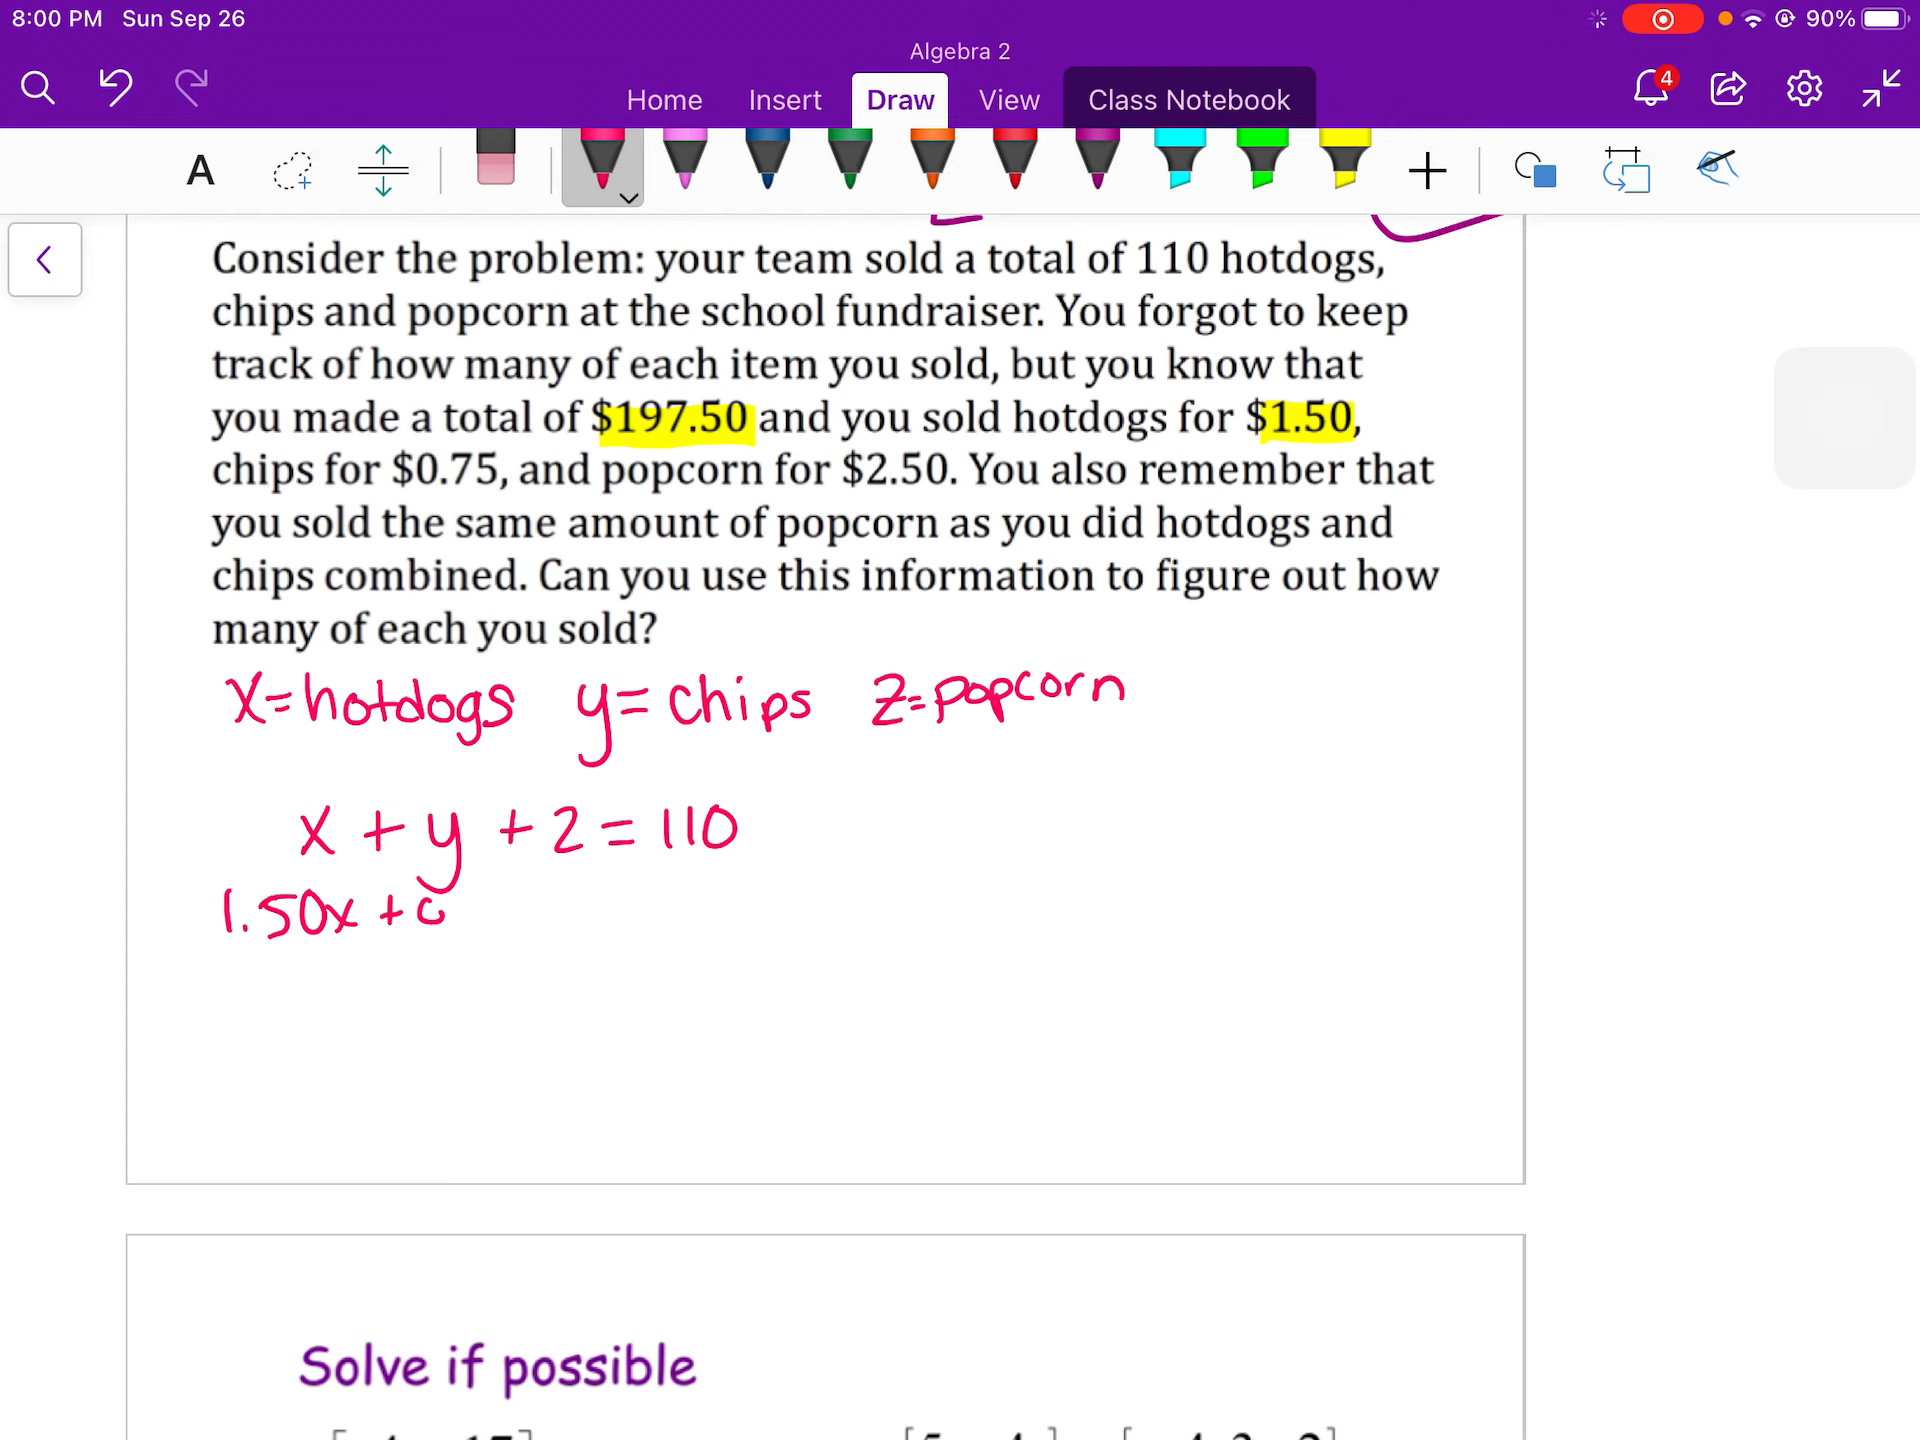 8:00 PM Sun Sep 26
90%
Algebra 2
Home Insert Draw View Class Notebook
4
A
Consider the problem: your team sold a total of 110 hotdogs,
chips and popcorn at the school fundraiser. You forgot to keep
track of how many of each item you sold, but you know that
you made a total of $197.50 and you sold hotdogs for $1.50,
chips for $0.75, and popcorn for $2.50. You also remember that
you sold the same amount of popcorn as you did hotdogs and
chips combined. Can you use this information to figure out how
many of each you sold?
x=hotdogs y=chips z=popcorn
x + y + z = 110
1.50x + 0
Solve if possible